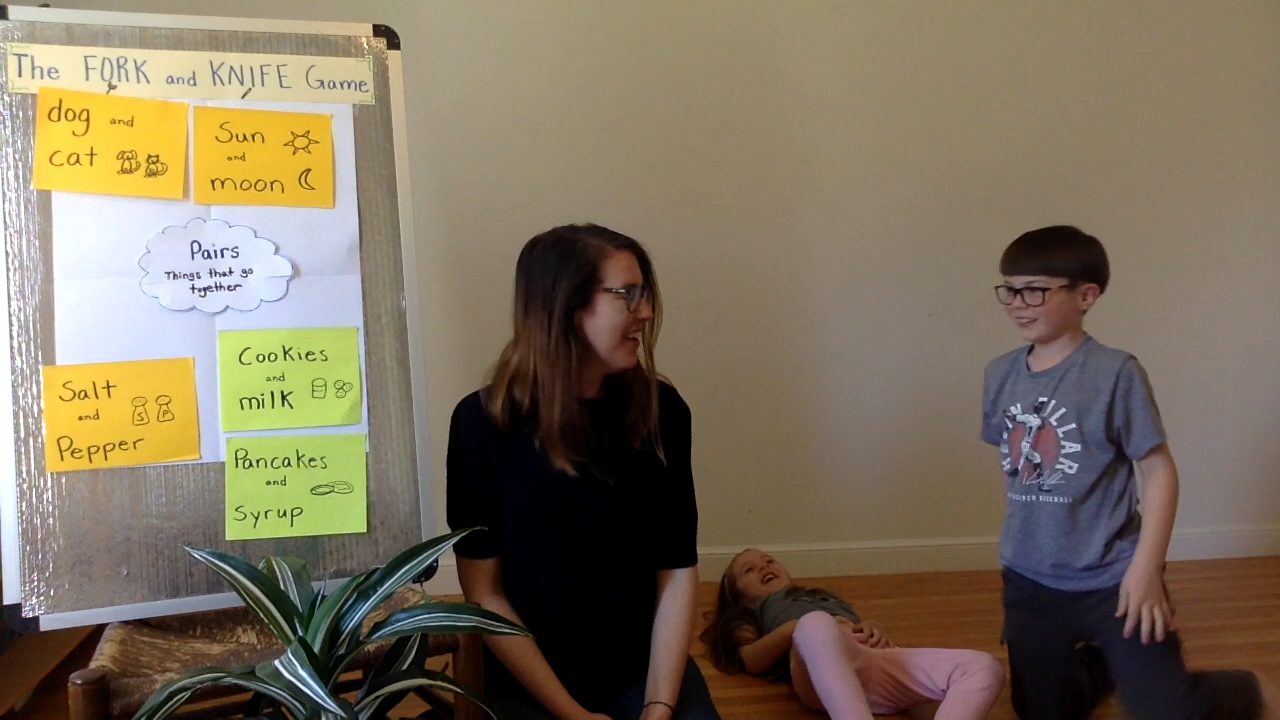 The FORK and KNIFE Game
dog and
cat
Sun
and
moon
Pairs
Things that go
together
Salt
and
Pepper
S P
Cookies
and
milk
Pancakes
and
syrup